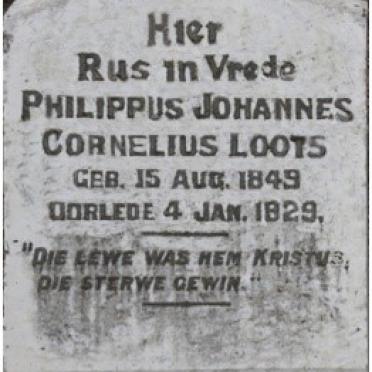 HIER
RUS IN VREDE
PHILIPPUS JOHANNES
CORNELIUS LOOTS
GEB. 15 AUG. 1849
OORLEDE 4 JAN. 1829.
"DIE LEWE WAS HEM KRISTUS,
DIE STERWE GEWIN."